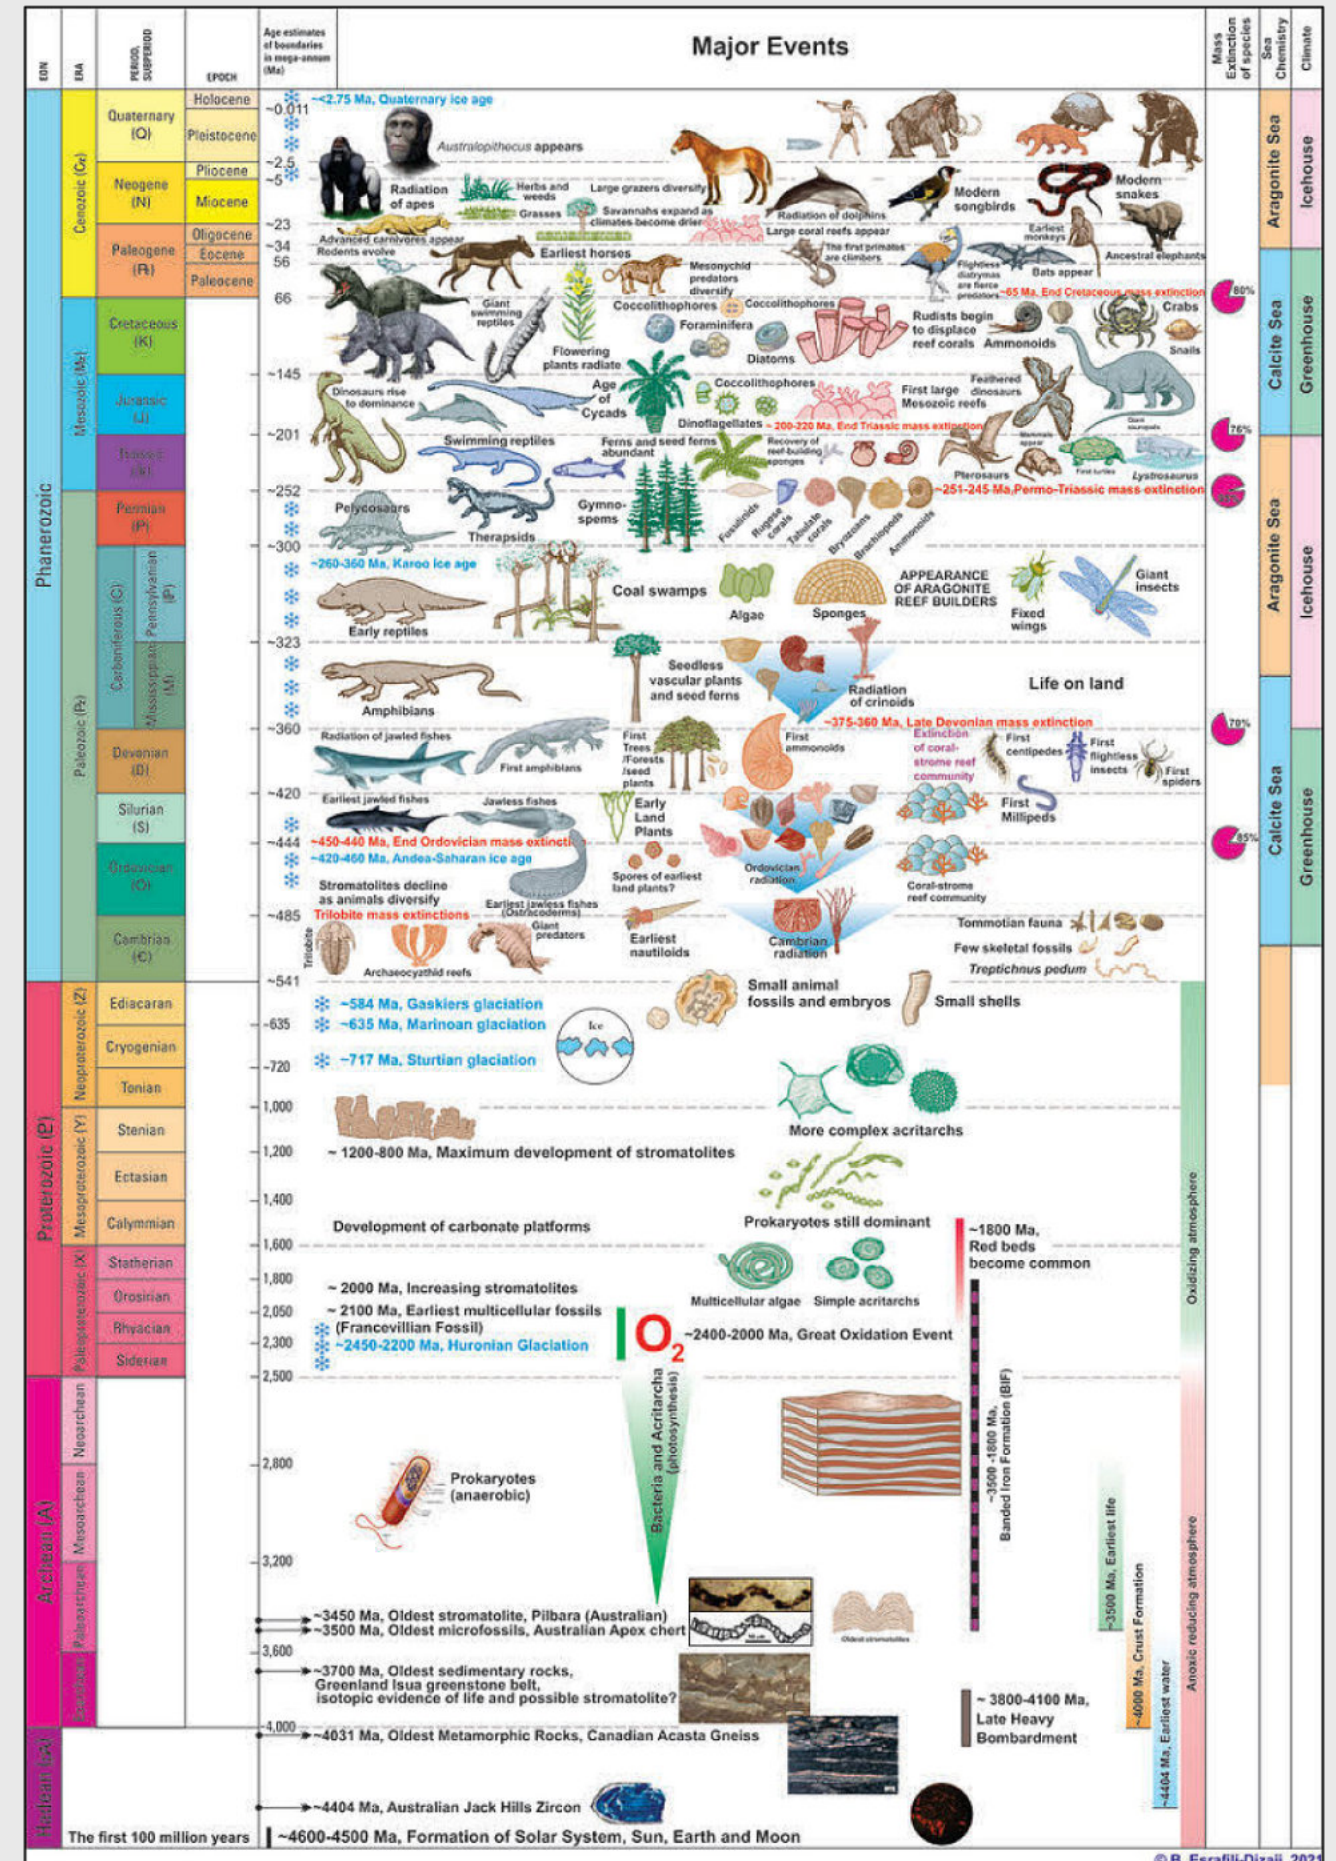 EON
ERA
PERIOD,
SUBPERIOD
EPOCH
Age estimates
of boundaries
in mega-annum
(Ma)
Major Events
Mass
Extinction
of species
Sea
Chemistry
Climate
Phanerozoic
Cenozoic (Cz)
Quaternary
(Q)
Holocene
Pleistocene
Neogene
(N)
Pliocene
Miocene
Paleogene
Oligocene
Eocene
Paleocene
Mesozoic (Mz)
Cretaceous
(K)
Jurassic
(J)
Triassic
Paleozoic (Pz)
Permian
(P)
Carboniferous (C)
Pennsylvanian
(P)
Mississippian
(M)
Devonian
(D)
Silurian
(S)
Ordovician
(O)
Cambrian
(C)
Proterozoic (P)
Neoproterozoic (Z)
Ediacaran
Cryogenian
Tonian
Mesoproterozoic (Y)
Stenian
Ectasian
Calymmian
Paleoproterozoic (X)
Statherian
Orosirian
Rhyacian
Siderian
Archean (A)
Neoarchean
Mesoarchean
Paleoarchean
Eoarchean
Hadean
The first 100 million years
~0.011
~2.5
~5
~23
~34
~56
66
~145
~201
~252
~300
~323
~360
~420
~444
~485
~541
~635
~720
1,000
1,200
1,400
1,600
1,800
2,050
2,300
2,500
2,800
3,200
3,600
4,000
~<2.75 Ma, Quaternary ice age
Australopithecus appears
Radiation
of apes
Herbs and
weeds
Grasses
Large grazers diversify
Savannahs expand as
climates become drier
Radiation of dolphins
Large coral reefs appear
Modern
songbirds
Modern
snakes
Earliest
monkeys
Ancestral elephants
Advanced carnivores appear
Rodents evolve
Earliest horses
Mesonychid
predators
diversify
The first primates
are climbers
Flightless
diatrymas
are fierce
predators
Bats appear
~65 Ma, End Cretaceous mass extinction
80%
Giant
swimming
reptiles
Flowering
plants radiate
Coccolithophores
Coccolithophores
Foraminifera
Diatoms
Rudists begin
to displace
reef corals
Ammonoids
Crabs
Snails
Dinosaurs rise
to dominance
Age
of
Cycads
Coccolithophores
Dinoflagellates
First large
Mesozoic reefs
Feathered
dinosaurs
Giant
sauropods
~ 200-220 Ma, End Triassic mass extinction
76%
Swimming reptiles
Ferns and seed ferns
abundant
Recovery of
reef-building
sponges
Pterosaurs
Mammals
appear
First turtles
Lystrosaurus
~251-245 Ma,Permo-Triassic mass extinction
Pelycosaurs
Therapsids
Gymno-
sperms
Fusulinids
Rugose
corals
Tabulate
corals
Bryozoans
Brachiopods
Ammonoids
~260-360 Ma, Karoo ice age
Early reptiles
Coal swamps
Algae
Sponges
APPEARANCE
OF ARAGONITE
REEF BUILDERS
Fixed
wings
Giant
insects
Amphibians
Seedless
vascular plants
and seed ferns
Radiation
of crinoids
Life on land
~375-360 Ma, Late Devonian mass extinction
70%
Radiation of jawled fishes
First amphibians
First
Trees
/Forests
/seed
plants
First
ammonoids
Extinction
of coral-
strome reef
community
First
centipedes
First
flightless
insects
First
spiders
Earliest jawled fishes
Jawless fishes
Early
Land
Plants
First
Millipeds
~450-440 Ma, End Ordovician mass extincti
85%
~420-460 Ma, Andea-Saharan ice age
Stromatolites decline
as animals diversify
Earliest jawless fishes
(Ostracoderms)
Spores of earliest
land plants?
Ordovician
radiation
Coral-strome
reef community
Trilobite mass extinctions
Trilobite
Archaeocyathid reefs
Giant
predators
Earliest
nautiloids
Cambrian
radiation
Tommotian fauna
Few skeletal fossils
Treptichnus pedum
~584 Ma, Gaskiers glaciation
~635 Ma, Marinoan glaciation
~717 Ma, Sturtian glaciation
Ice
Small animal
fossils and embryos
Small shells
More complex acritarchs
~ 1200-800 Ma, Maximum development of stromatolites
Development of carbonate platforms
Prokaryotes still dominant
~1800 Ma,
Red beds
become common
~ 2000 Ma, Increasing stromatolites
Multicellular algae
Simple acritarchs
~ 2100 Ma, Earliest multicellular fossils
(Francevillian Fossil)
~2450-2200 Ma, Huronian Glaciation
O2
~2400-2000 Ma, Great Oxidation Event
Bacteria and Acritarcha
(photosynthesis)
Prokaryotes
(anaerobic)
~3500 -1800 Ma,
Banded Iron Formation (BIF)
~3450 Ma, Oldest stromatolite, Pilbara (Australian)
~3500 Ma, Oldest microfossils, Australian Apex chert
Oldest stromatolites
~3700 Ma, Oldest sedimentary rocks,
Greenland Isua greenstone belt,
isotopic evidence of life and possible stromatolite?
~4031 Ma, Oldest Metamorphic Rocks, Canadian Acasta Gneiss
~ 3800-4100 Ma,
Late Heavy
Bombardment
~4404 Ma, Australian Jack Hills Zircon
~4600-4500 Ma, Formation of Solar System, Sun, Earth and Moon
~3500 Ma, Earliest life
~4000 Ma, Crust Formation
~4404 Ma, Earliest water
Oxidizing atmosphere
Anoxic reducing atmosphere
Aragonite Sea
Calcite Sea
Aragonite Sea
Calcite Sea
Icehouse
Greenhouse
Icehouse
Greenhouse
© B. Esrafili-Dizaji, 2021